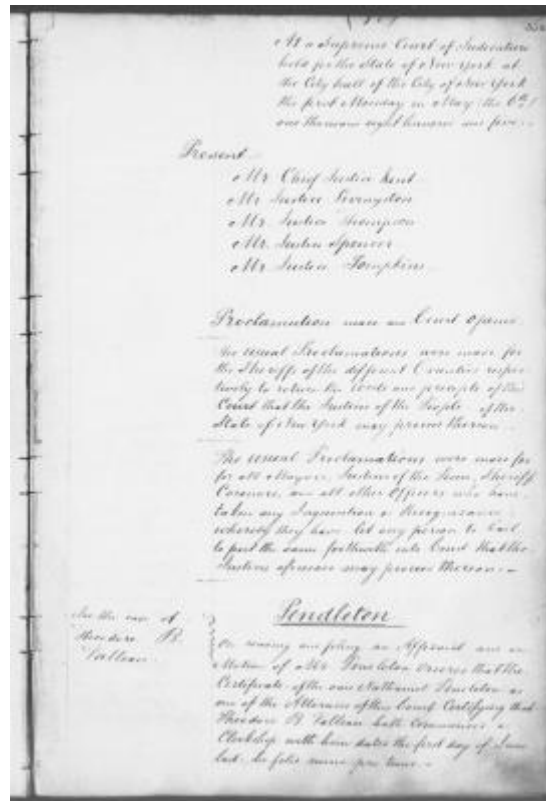 At a Supreme Court of Judicature
held for the State of New York at
the City hall of the City of New York
the first Monday in May the 6th
one thousand eight hundred and five
Present
Mr Chief Justice Kent
Mr Justice Livingston
Mr Justice Thompson
Mr Justice Spencer
Mr Justice Tompkins
Proclamation made and Court opened
The usual Proclamations were made for
the Sheriffs of the different Counties respec
tively to return the writs and precepts of this
Court that the Justices of the People of the
State of New York may proceed thereon
The usual Proclamations were made for
for all Mayors, Justices of the Peace, Sheriffs
Coroners, and all other Officers who have
taken any Inquisition or Recognizance
whereby they have let any person to bail
to put the same forthwith into Court that the
Justices aforesaid may proceed thereon
In the case of
Theodore B.
Pendleton
On reading and filing an and on
Motion of Mr Pendleton Ordered that the
Certificate of the said Nathaniel Pendleton as
one of the Attornies of this Court Certifying that
Theodore B hath Commenced a
Clerkship with him dated the first day of June
last be filed nunc pro tunc